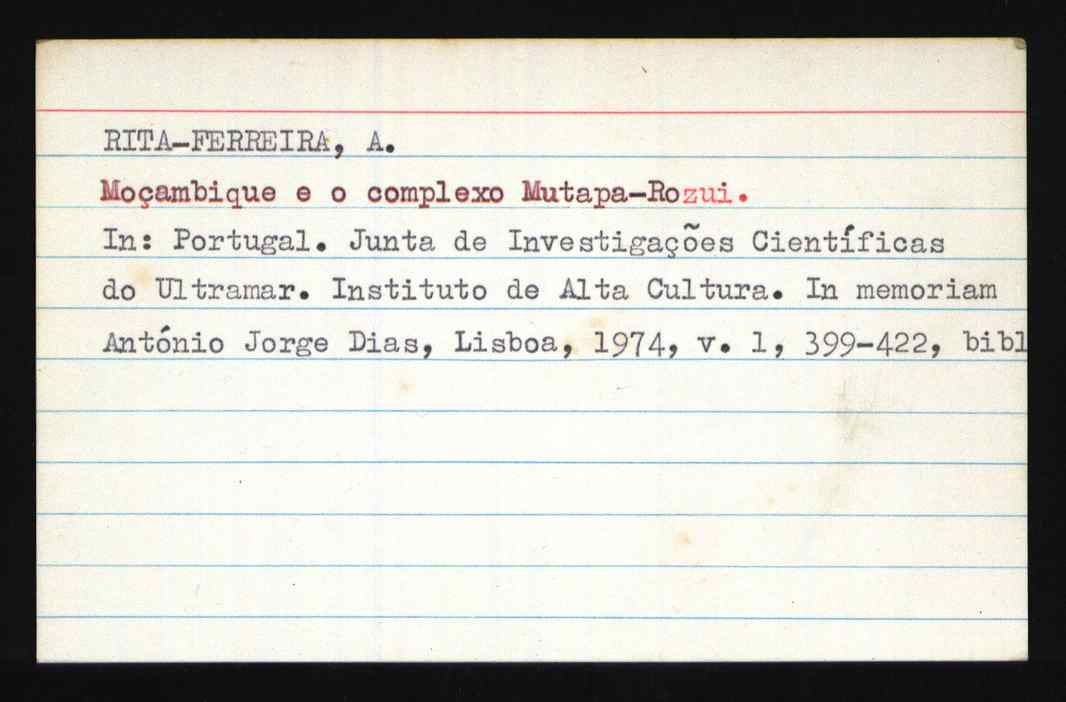 RITA-FERREIRA, A.
Moçambique e o complexo Mutapa-Rozui.
In: Portugal. Junta de Investigações Científicas
do Ultramar. Instituto de Alta Cultura. In memoriam
António Jorge Dias, Lisboa, 1974, v. 1, 399-422, bibl